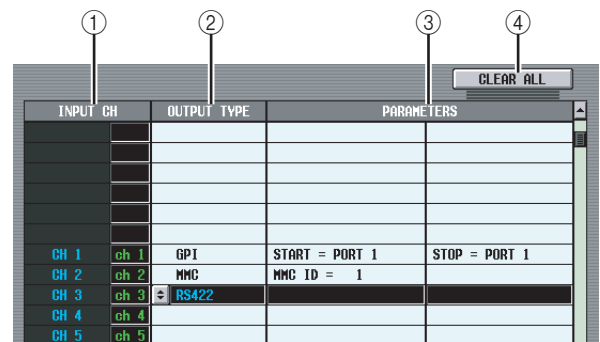 ① ② ③ ④
CLEAR ALL
INPUT CH OUTPUT TYPE PARAMETERS
CH 1 ch 1 GPI START = PORT 1 STOP = PORT 1
CH 2 ch 2 MMC MMC ID = 1
CH 3 ch 3 RS422
CH 4 ch 4
CH 5 ch 5